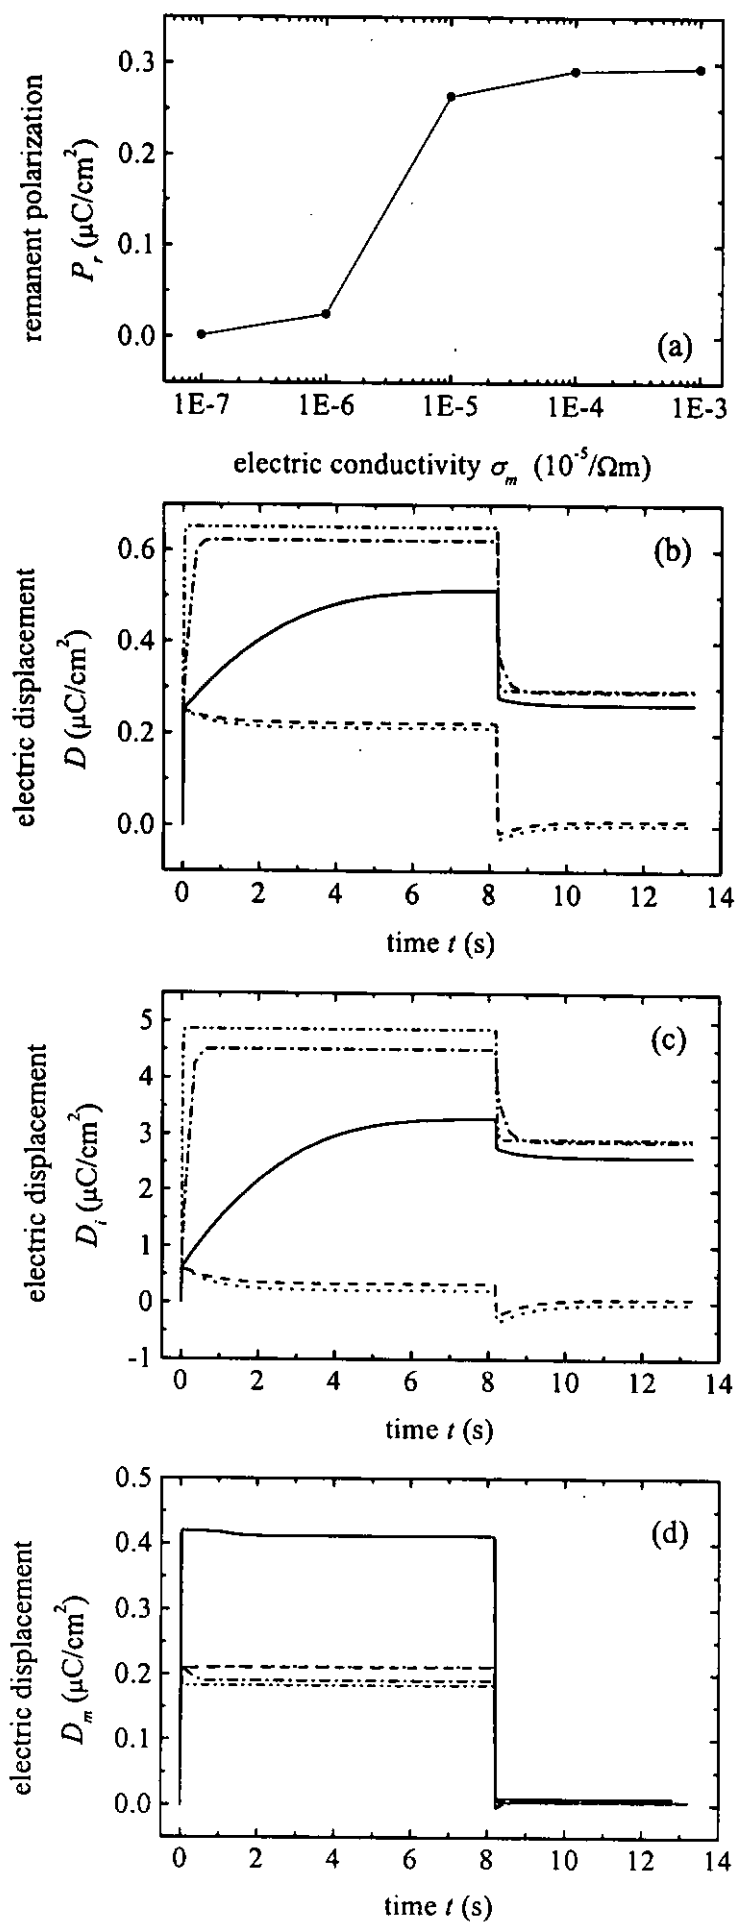 remanent polarization
P_r (μC/cm²)
0.3
0.2
0.1
0.0
(a)
1E-7 1E-6 1E-5 1E-4 1E-3
electric conductivity σ_m (10⁻⁵/Ωm)
electric displacement
D (μC/cm²)
0.6
0.4
0.2
0.0
(b)
0 2 4 6 8 10 12 14
time t (s)
electric displacement
D_i (μC/cm²)
5
4
3
2
1
0
-1
(c)
0 2 4 6 8 10 12 14
time t (s)
electric displacement
D_m (μC/cm²)
0.5
0.4
0.3
0.2
0.1
0.0
(d)
0 2 4 6 8 10 12 14
time t (s)